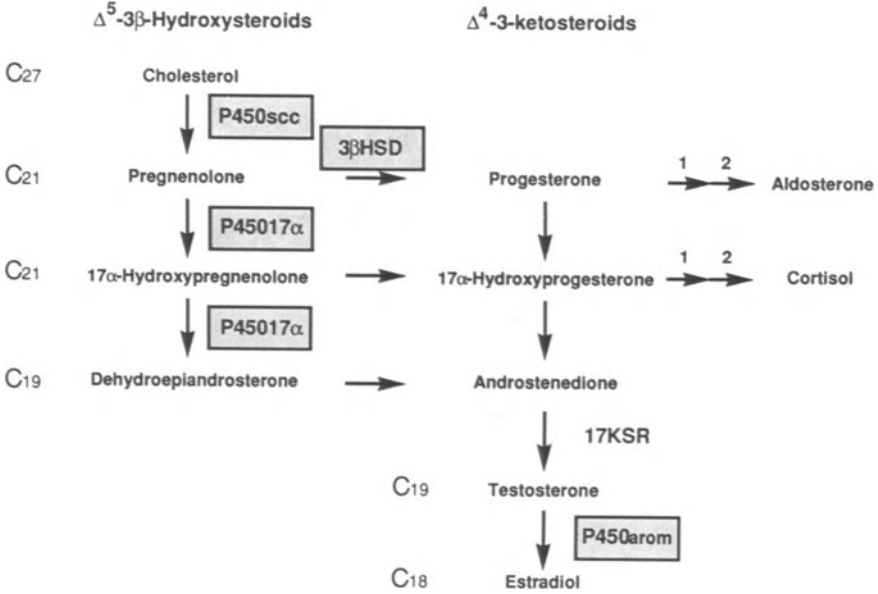 Δ5-3β-Hydroxysteroids Δ4-3-ketosteroids
C27 Cholesterol
P450scc
3βHSD
C21 Pregnenolone Progesterone 1 2 Aldosterone
P45017α
C21 17α-Hydroxypregnenolone 17α-Hydroxyprogesterone 1 2 Cortisol
P45017α
C19 Dehydroepiandrosterone Androstenedione
17KSR
C19 Testosterone
P450arom
C18 Estradiol